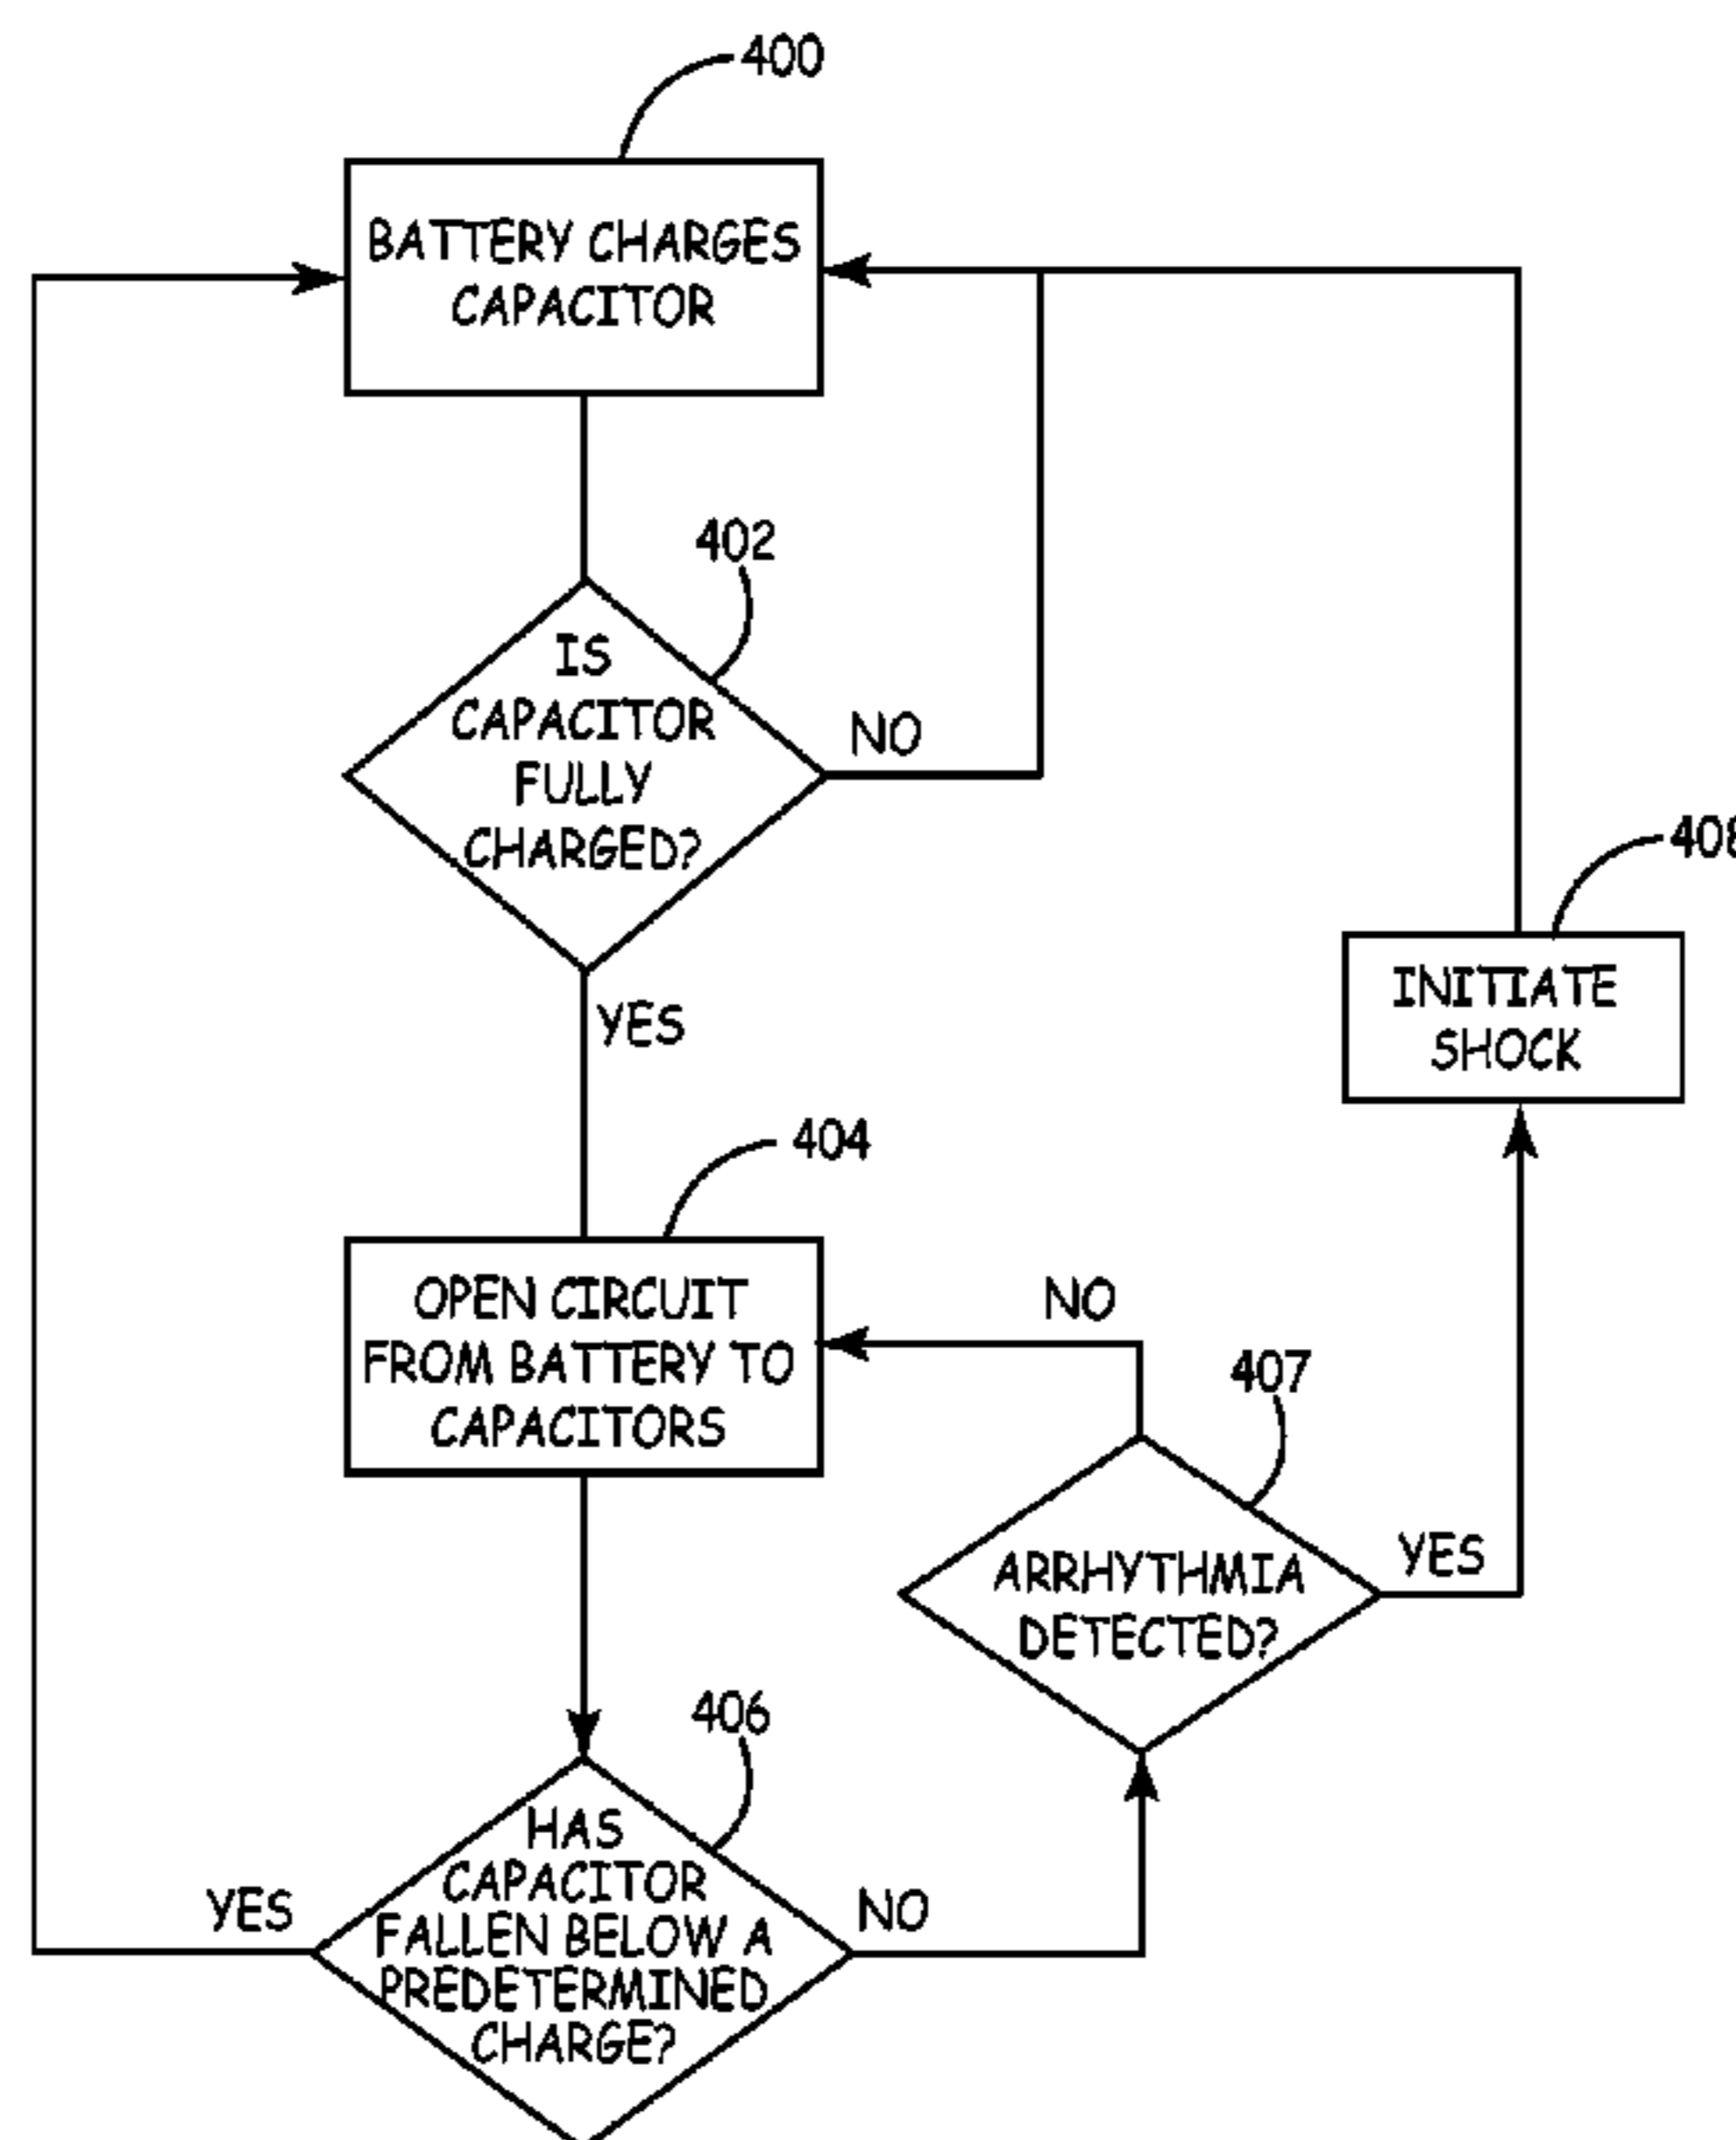 400
BATTERY CHARGES
CAPACITOR
402
IS
CAPACITOR
FULLY
CHARGED?
NO
YES
408
INITIATE
SHOCK
404
OPEN CIRCUIT
FROM BATTERY TO
CAPACITORS
NO
407
ARRHYTHMIA
DETECTED?
YES
406
HAS
CAPACITOR
FALLEN BELOW A
PREDETERMINED
CHARGE?
YES
NO